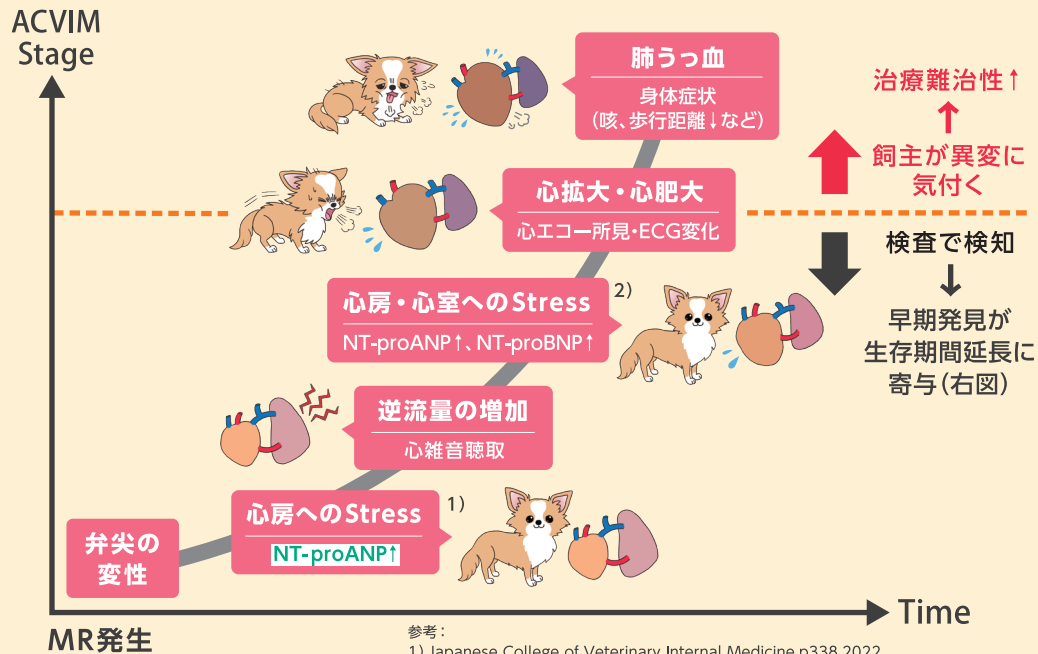 ACVIM
Stage
肺うっ血
身体症状
(咳、歩行距離↓など)
治療難治性↑
↑
飼主が異変に
気付く
心拡大・心肥大
心エコー所見・ECG変化
検査で検知
↓
早期発見が
生存期間延長に
寄与(右図)
心房・心室へのStress 2)
NT-proANP↑、NT-proBNP↑
逆流量の増加
心雑音聴取
心房へのStress 1)
NT-proANP↑
弁尖の
変性
Time
MR発生
参考:
1) Japanese College of Veterinary Internal Medicine p338 2022